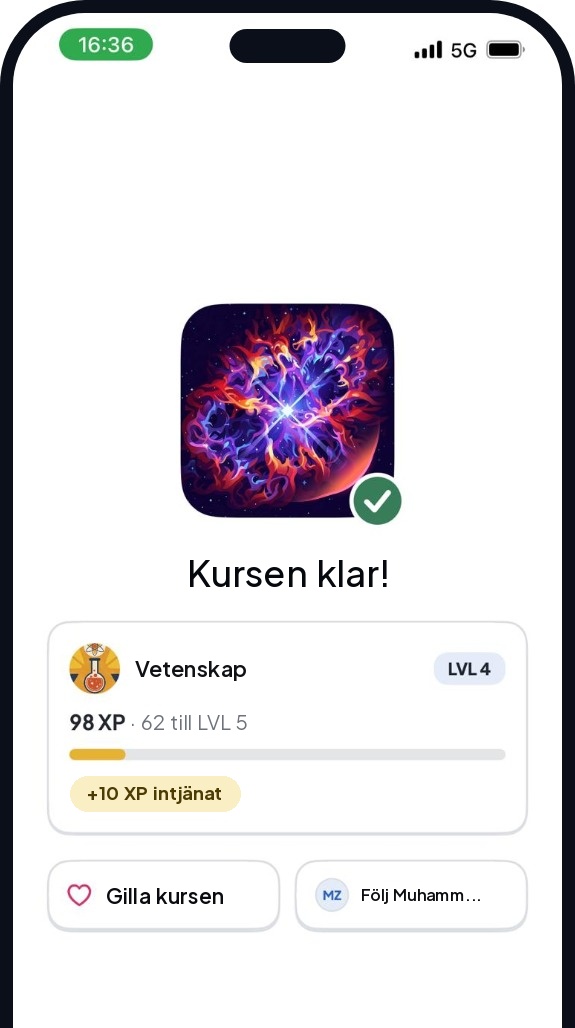 16:36
5G
Kursen klar!
Vetenskap
LVL 4
98 XP · 62 till LVL 5
+10 XP intjänat
Gilla kursen
MZ
Följ Muhamm...